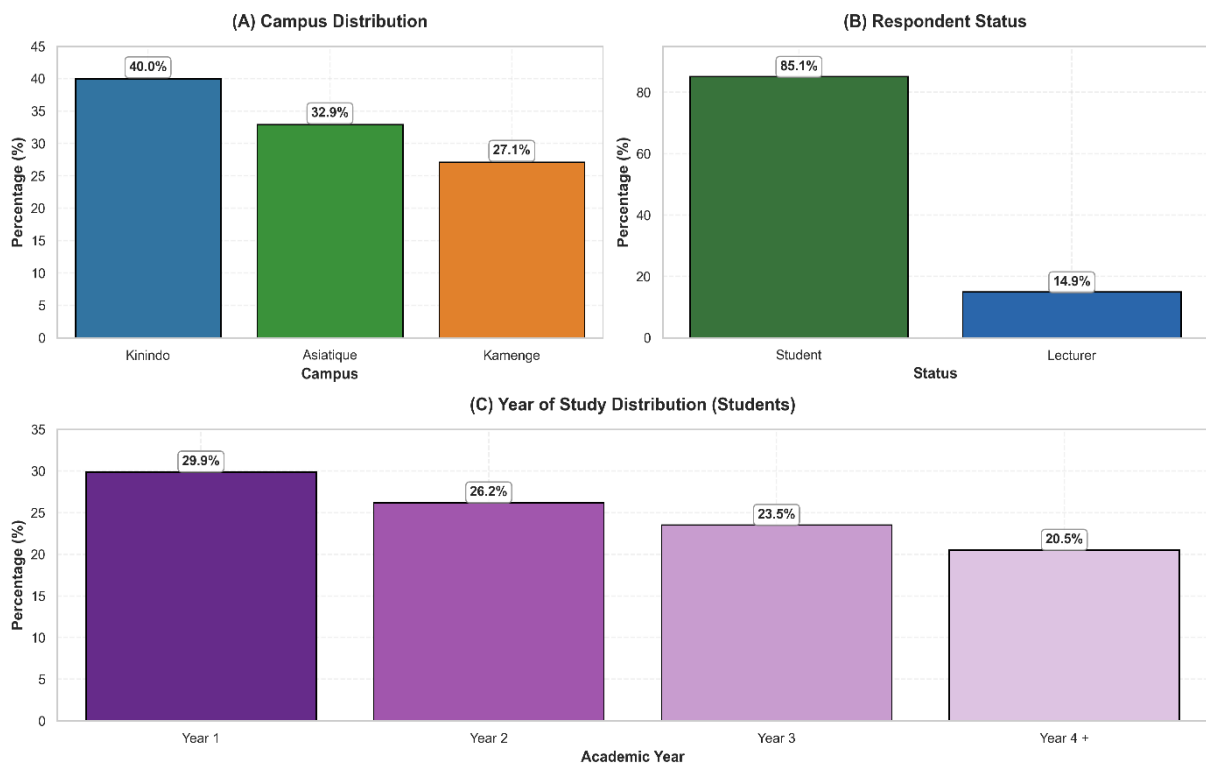 (A) Campus Distribution
45
40
35
30
25
20
15
10
5
0
Percentage (%)
40.0%
32.9%
27.1%
Kinindo
Asiatique
Kamenge
Campus
(B) Respondent Status
80
60
40
20
0
Percentage (%)
85.1%
14.9%
Student
Lecturer
Status
(C) Year of Study Distribution (Students)
35
30
25
20
15
10
5
0
Percentage (%)
29.9%
26.2%
23.5%
20.5%
Year 1
Year 2
Year 3
Year 4 +
Academic Year